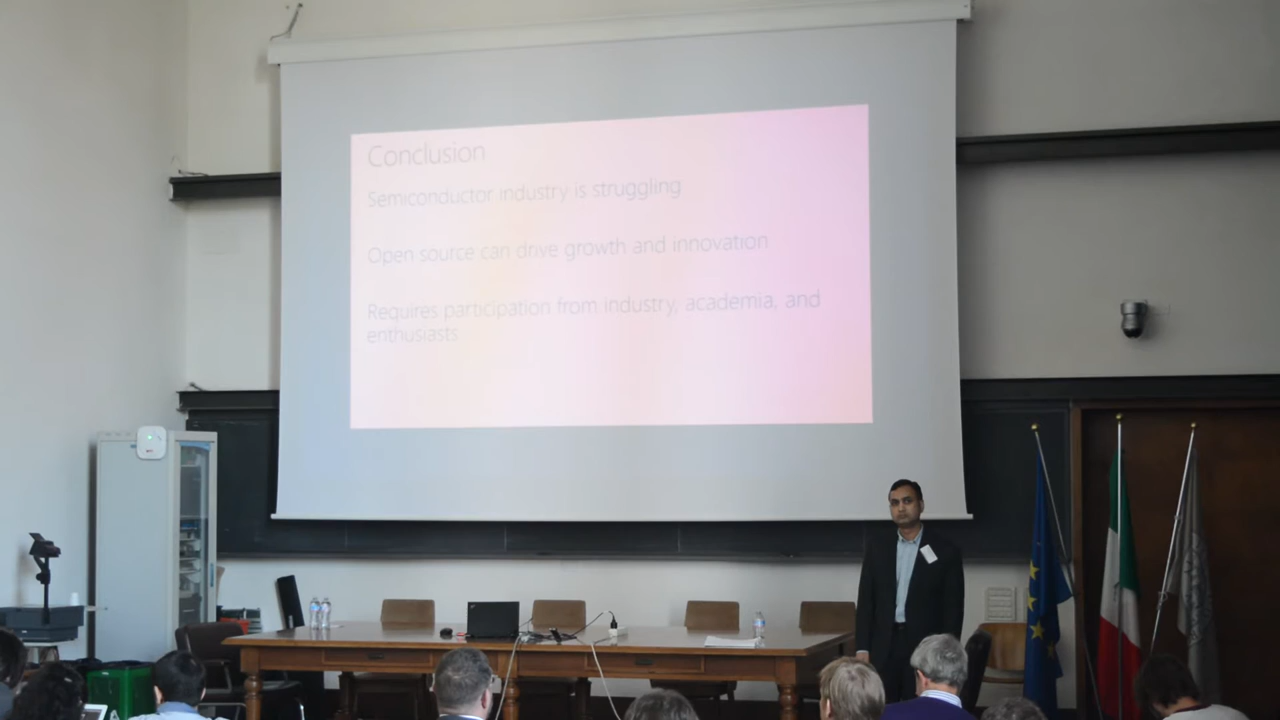 Conclusion
Semiconductor industry is struggling
Open source can drive growth and innovation
Requires participation from industry, academia, and
enthusiasts